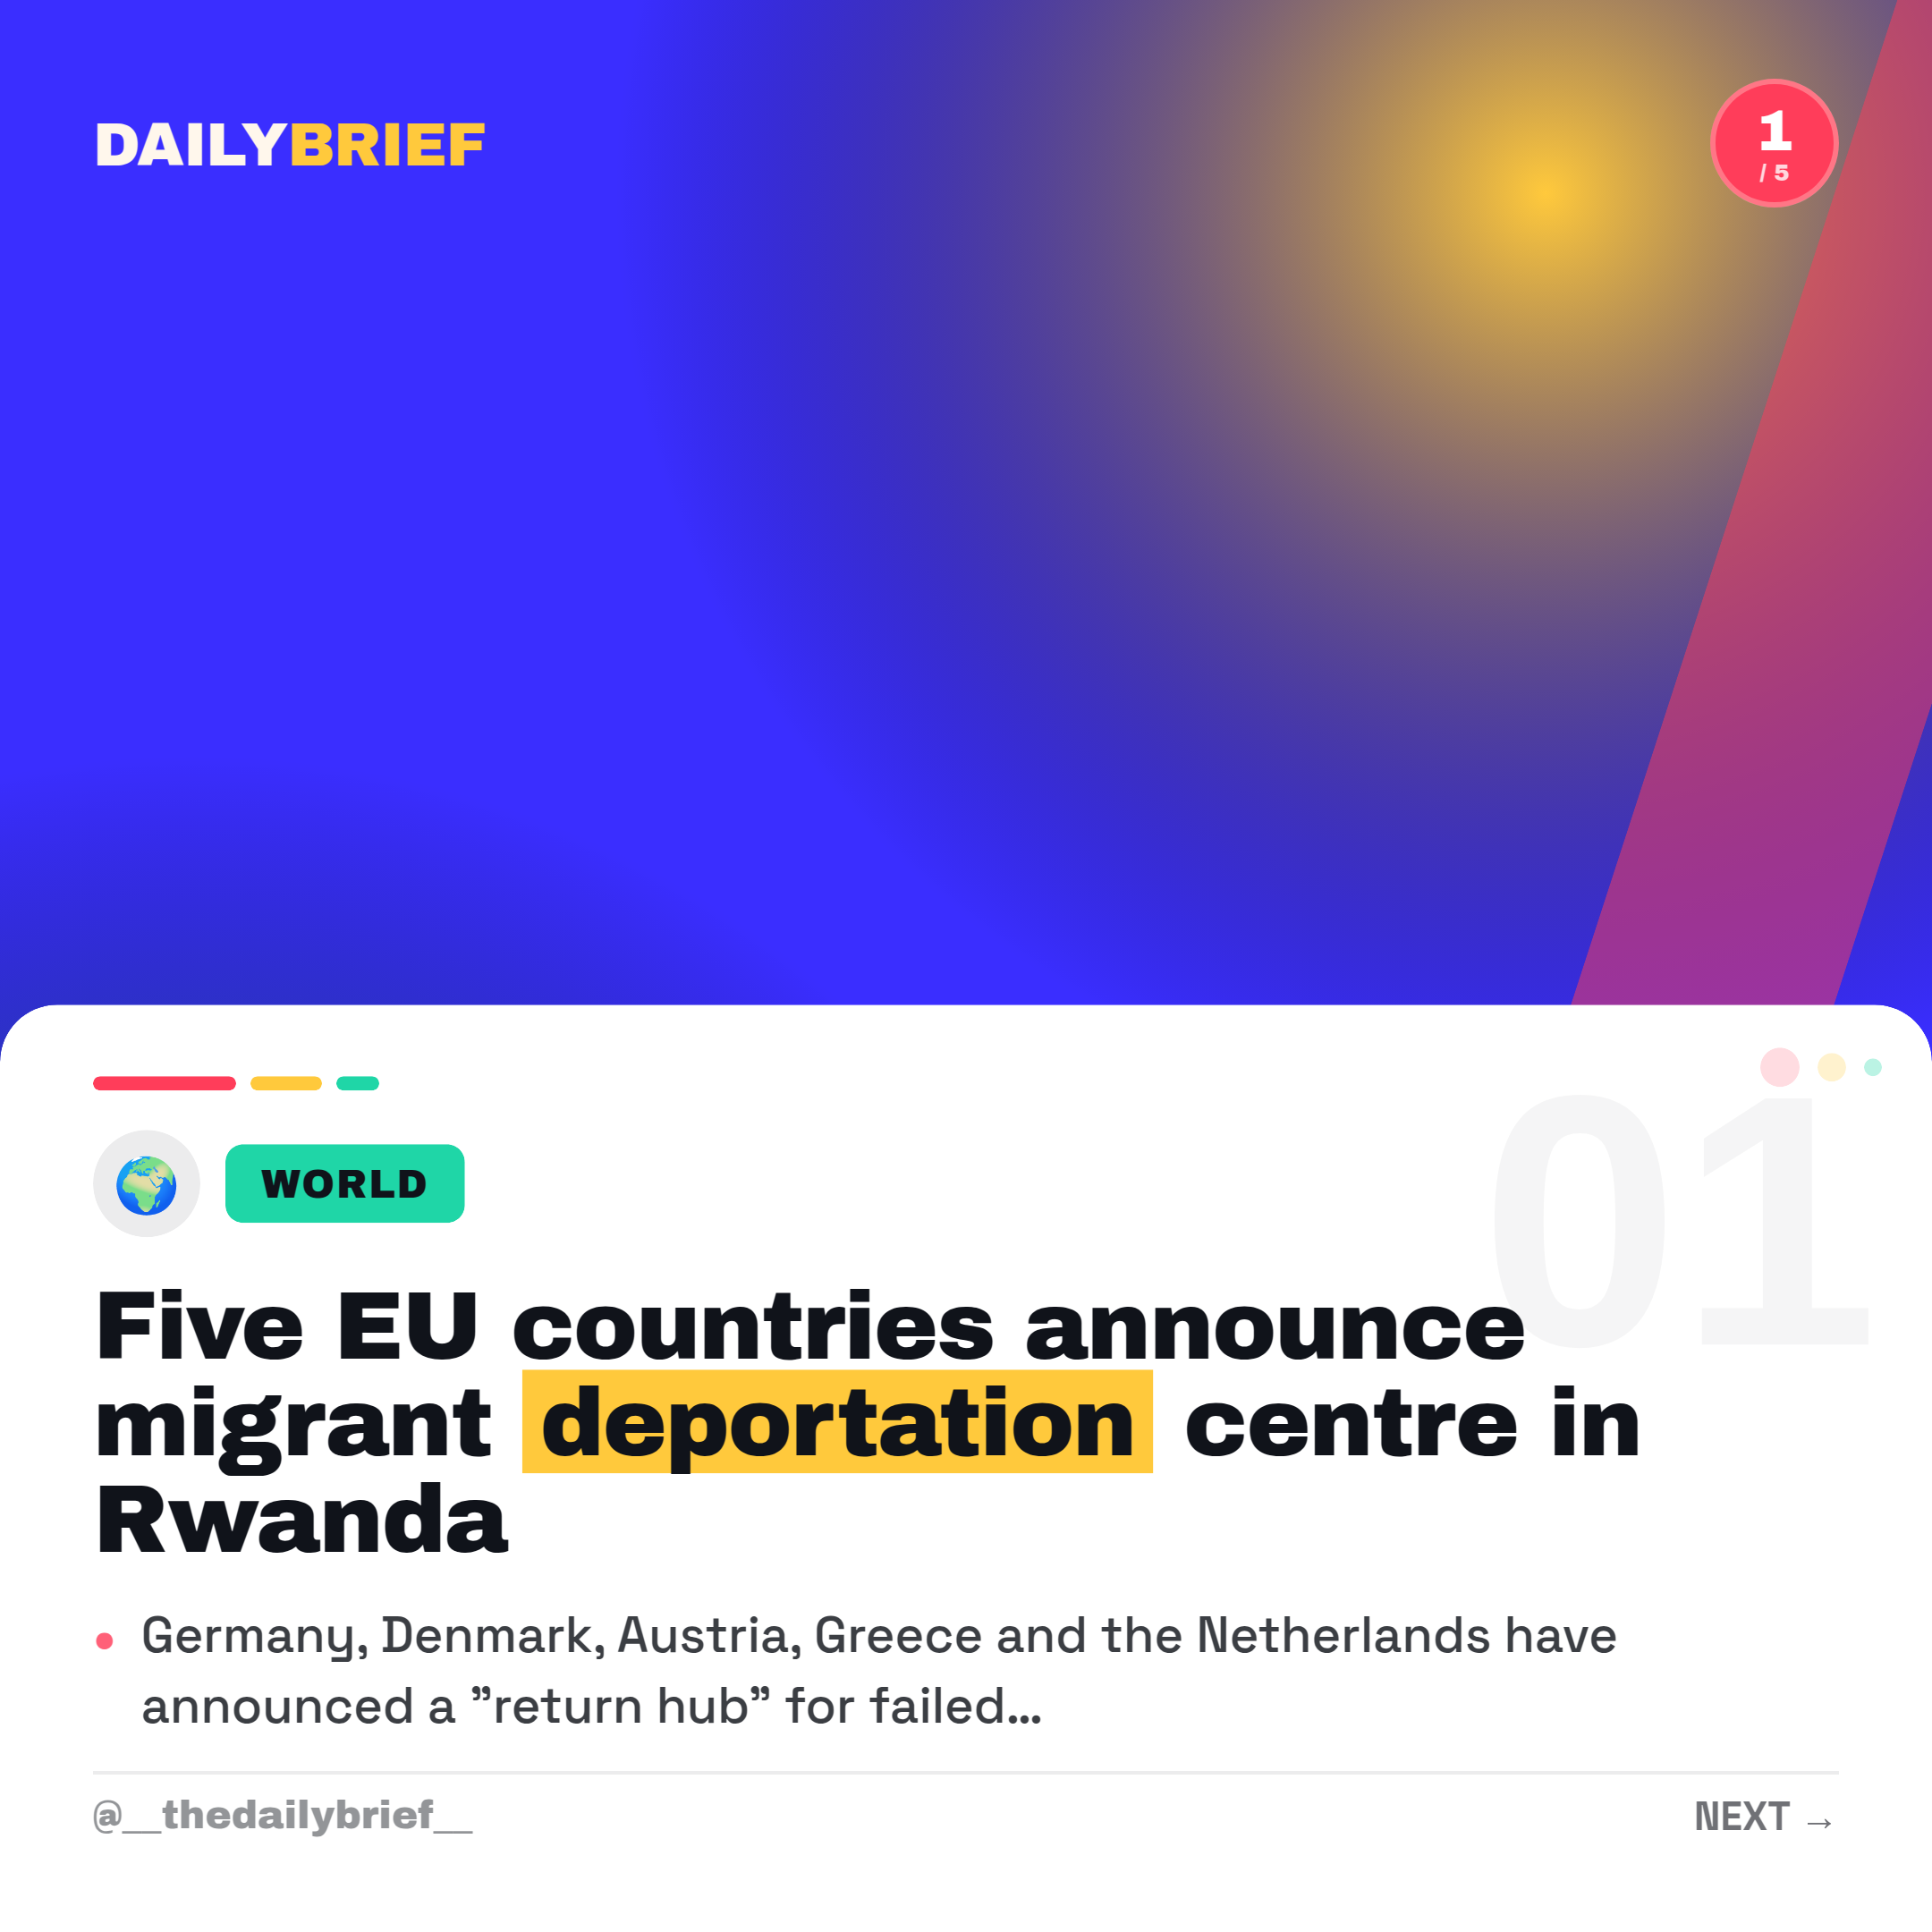 DAILYBRIEF
1
/ 5
01
WORLD
Five EU countries announce
migrant deportation centre in
Rwanda
• Germany, Denmark, Austria, Greece and the Netherlands have
announced a ”return hub” for failed…
@__thedailybrief__
NEXT →